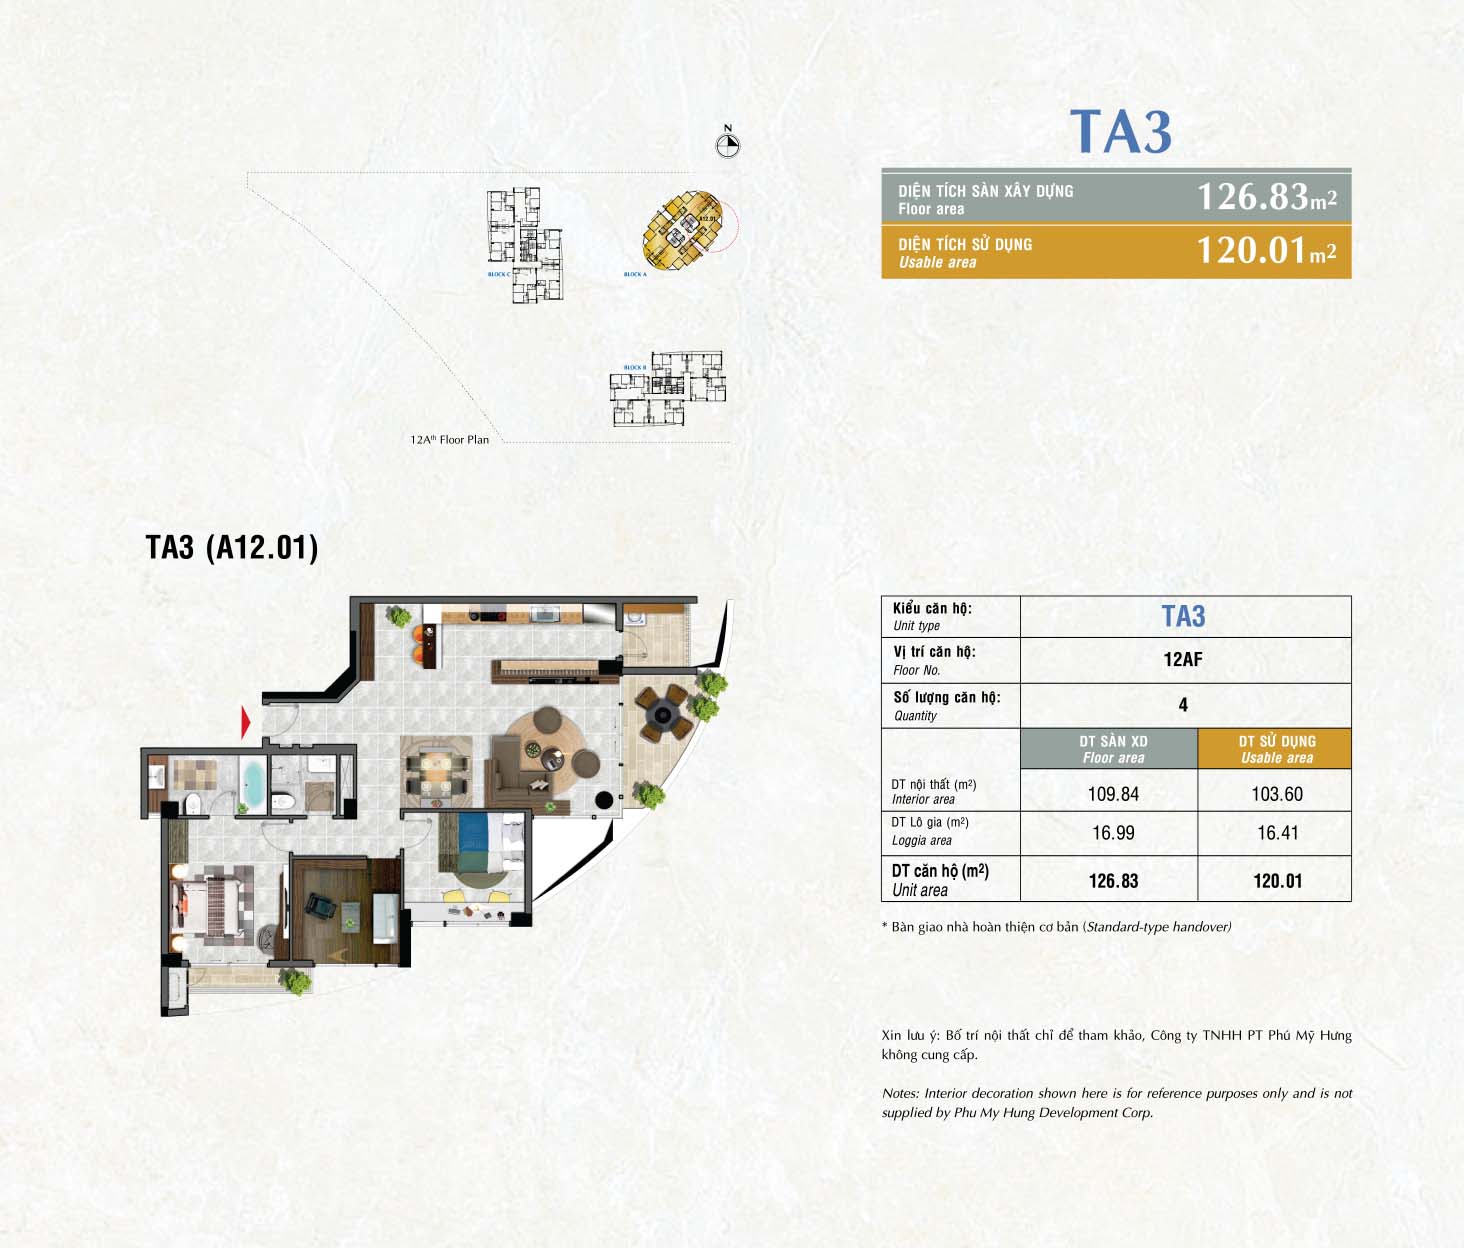 TA3
DIỆN TÍCH SÀN XÂY DỰNG
Floor area
126.83m2
DIỆN TÍCH SỬ DỤNG
Usable area
120.01m2
N
A12.01
BLOCK C
BLOCK A
BLOCK B
12Ath Floor Plan
TA3 (A12.01)
Kiểu căn hộ:
Unit type
TA3
Vị trí căn hộ:
Floor No.
12AF
Số lượng căn hộ:
Quantity
4
DT SÀN XD
Floor area
DT SỬ DỤNG
Usable area
DT nội thất (m2)
Interior area
109.84
103.60
DT Lô gia (m2)
Loggia area
16.99
16.41
DT căn hộ (m2)
Unit area
126.83
120.01
* Bàn giao nhà hoàn thiện cơ bản (Standard-type handover)
Xin lưu ý: Bố trí nội thất chỉ để tham khảo, Công ty TNHH PT Phú Mỹ Hưng
không cung cấp.
Notes: Interior decoration shown here is for reference purposes only and is not
supplied by Phu My Hung Development Corp.